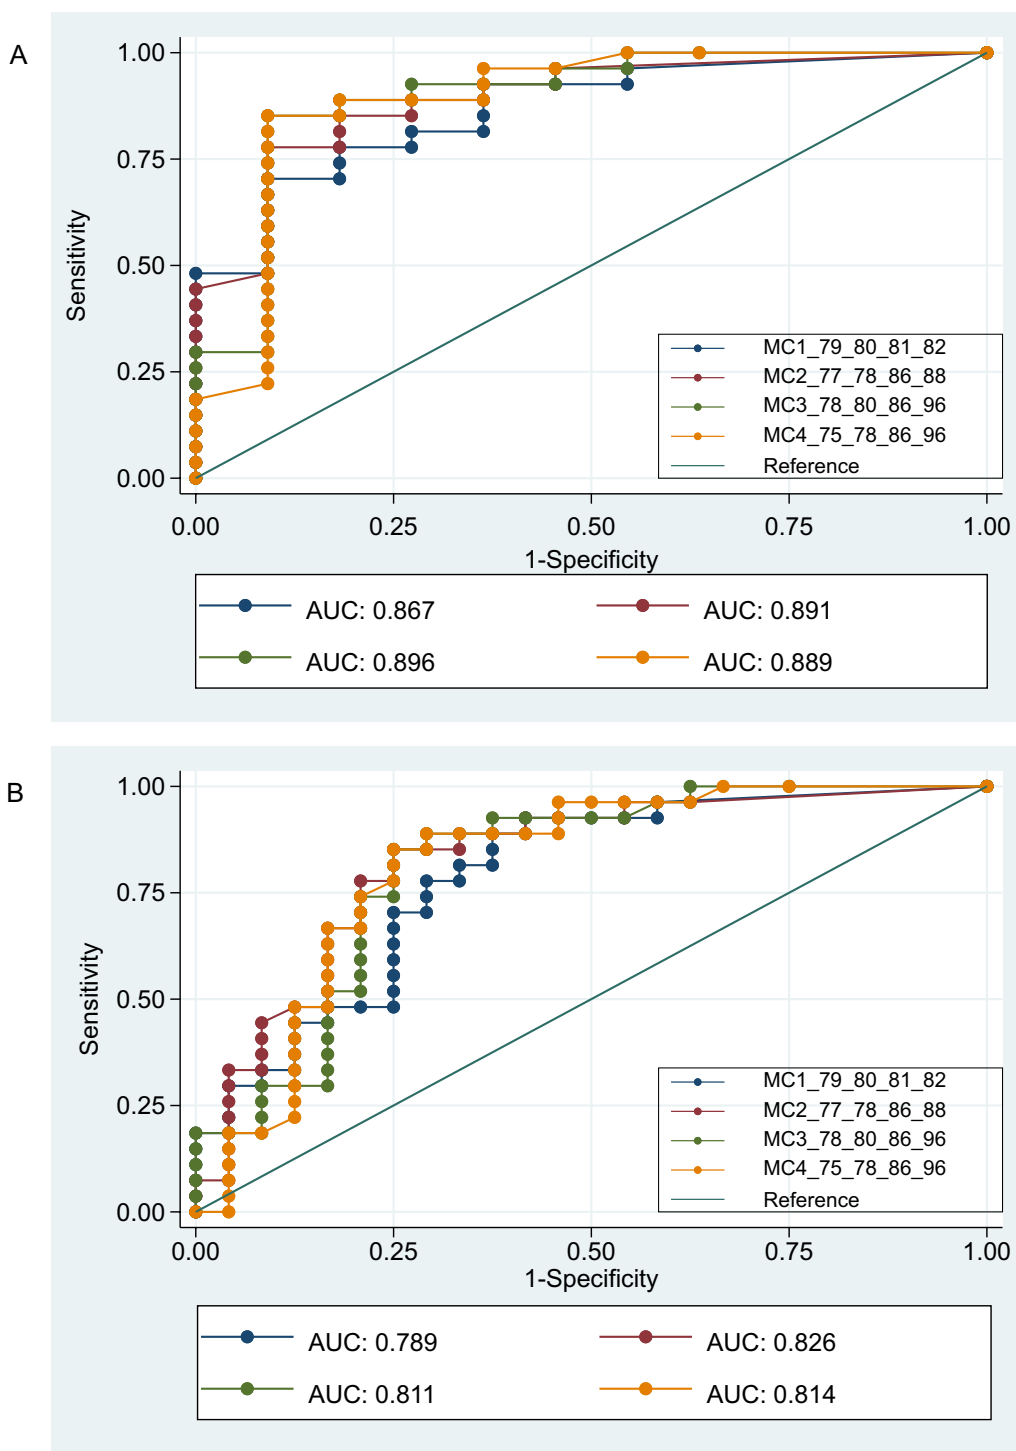 A
1.00
0.75
0.50
0.25
0.00
Sensitivity
MC1_79_80_81_82
MC2_77_78_86_88
MC3_78_80_86_96
MC4_75_78_86_96
Reference
0.00 0.25 0.50 0.75 1.00
1-Specificity
AUC: 0.867 AUC: 0.891
AUC: 0.896 AUC: 0.889
B
1.00
0.75
0.50
0.25
0.00
Sensitivity
MC1_79_80_81_82
MC2_77_78_86_88
MC3_78_80_86_96
MC4_75_78_86_96
Reference
0.00 0.25 0.50 0.75 1.00
1-Specificity
AUC: 0.789 AUC: 0.826
AUC: 0.811 AUC: 0.814